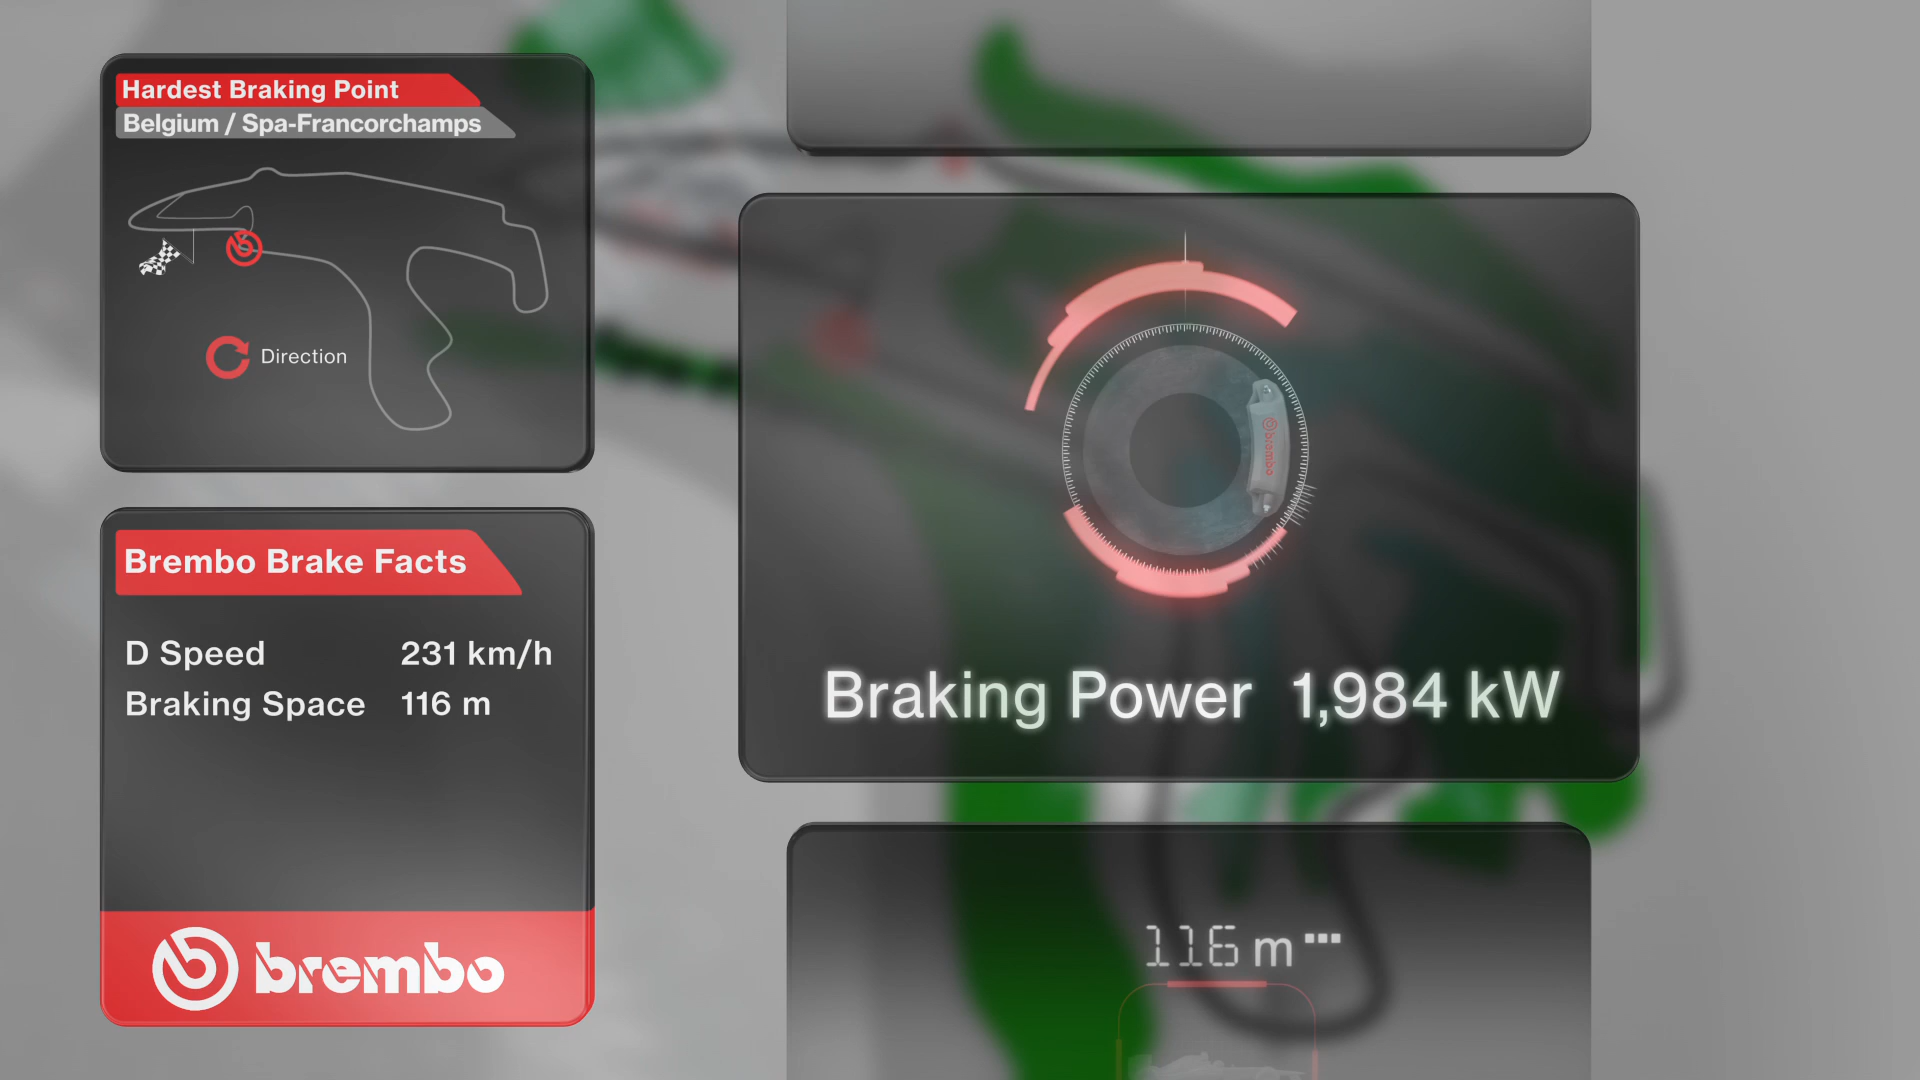 Hardest Braking Point
Belgium / Spa-Francorchamps
Direction
Brembo Brake Facts
D Speed 231 km/h
Braking Space 116 m
brembo
brembo
Braking Power 1,984 kW
116 m